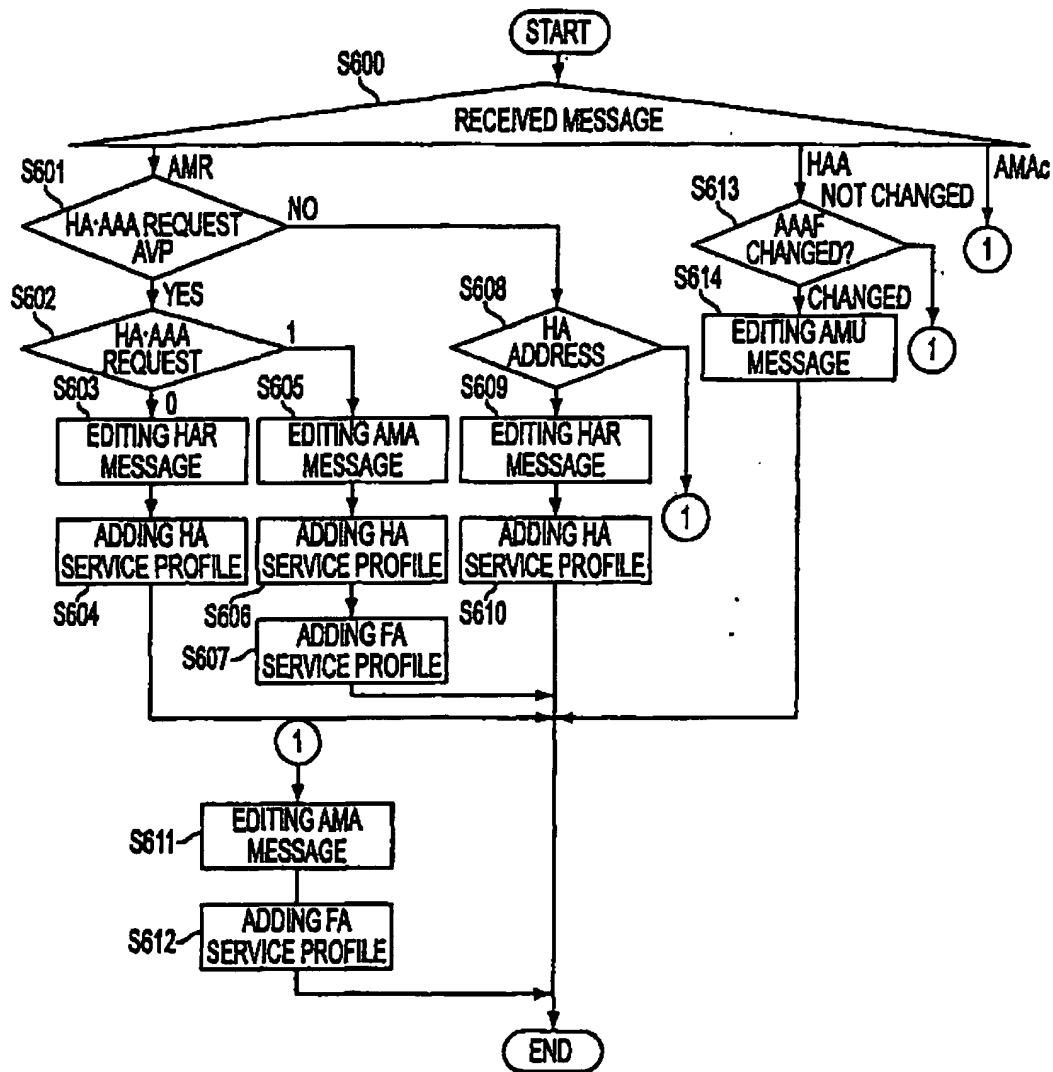 START
S600
RECEIVED MESSAGE
AMR
HAA
AMAc
S601
HA·AAA REQUEST
AVP
NO
S613
NOT CHANGED
AAAF
CHANGED?
1
YES
S602
HA·AAA
REQUEST
1
0
S608
HA
ADDRESS
S614
CHANGED
EDITING AMU
MESSAGE
1
S603
EDITING HAR
MESSAGE
S605
EDITING AMA
MESSAGE
S609
EDITING HAR
MESSAGE
1
ADDING HA
SERVICE PROFILE
S604
ADDING HA
SERVICE PROFILE
S606
ADDING HA
SERVICE PROFILE
S610
S607
ADDING FA
SERVICE PROFILE
1
S611
EDITING AMA
MESSAGE
S612
ADDING FA
SERVICE PROFILE
END